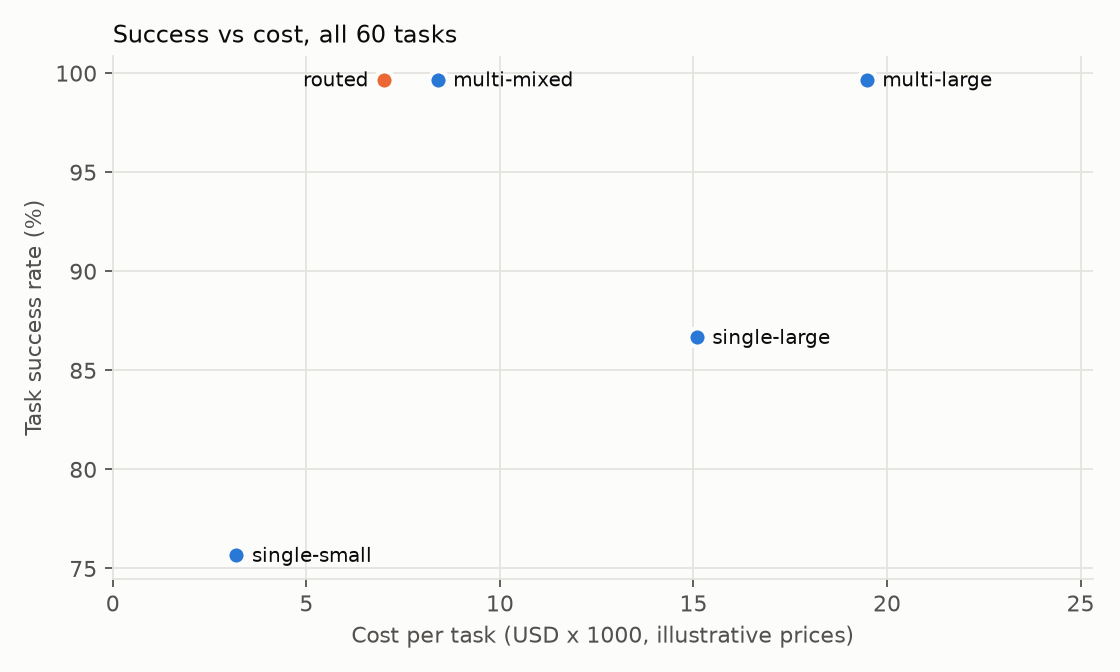 Success vs cost, all 60 tasks
100
routed
multi-mixed
multi-large
95
90
Task success rate (%)
single-large
85
80
single-small
75
0 5 10 15 20 25
Cost per task (USD x 1000, illustrative prices)